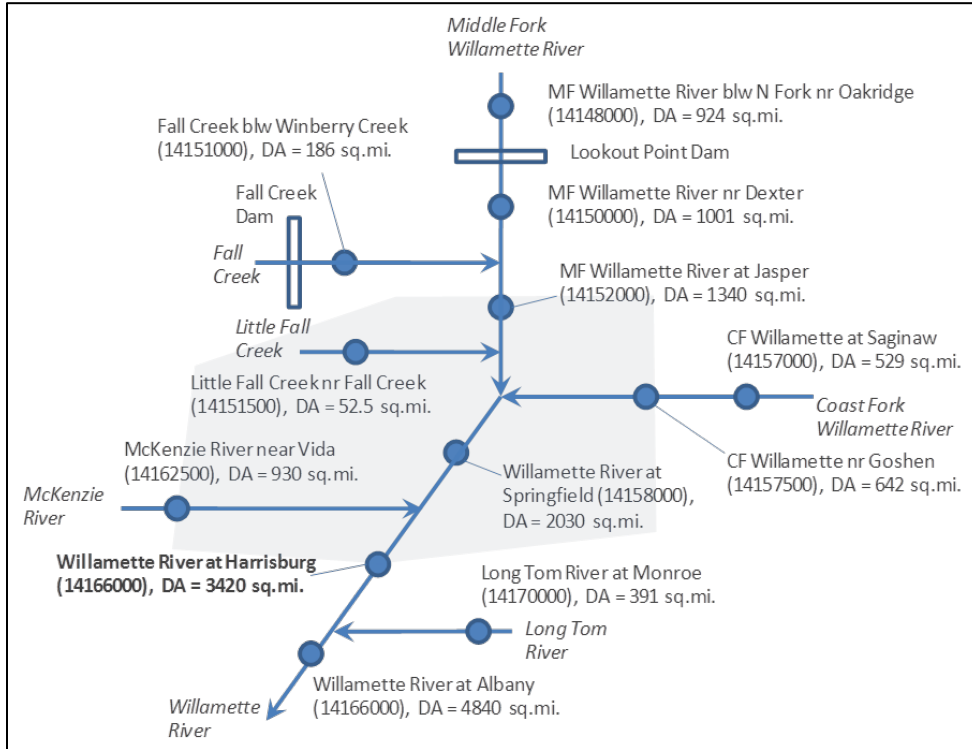 Middle Fork
Willamette River
MF Willamette River blw N Fork nr Oakridge
(14148000), DA = 924 sq.mi.
Fall Creek blw Winberry Creek
(14151000), DA = 186 sq.mi.
Lookout Point Dam
Fall Creek
Dam
MF Willamette River nr Dexter
(14150000), DA = 1001 sq.mi.
Fall
Creek
MF Willamette River at Jasper
(14152000), DA = 1340 sq.mi.
Little Fall
Creek
CF Willamette at Saginaw
(14157000), DA = 529 sq.mi.
Little Fall Creek nr Fall Creek
(14151500), DA = 52.5 sq.mi.
Coast Fork
Willamette River
McKenzie River near Vida
(14162500), DA = 930 sq.mi.
Willamette River at
Springfield (14158000),
DA = 2030 sq.mi.
CF Willamette nr Goshen
(14157500), DA = 642 sq.mi.
McKenzie
River
Willamette River at Harrisburg
(14166000), DA = 3420 sq.mi.
Long Tom River at Monroe
(14170000), DA = 391 sq.mi.
Long Tom
River
Willamette River at Albany
(14166000), DA = 4840 sq.mi.
Willamette
River